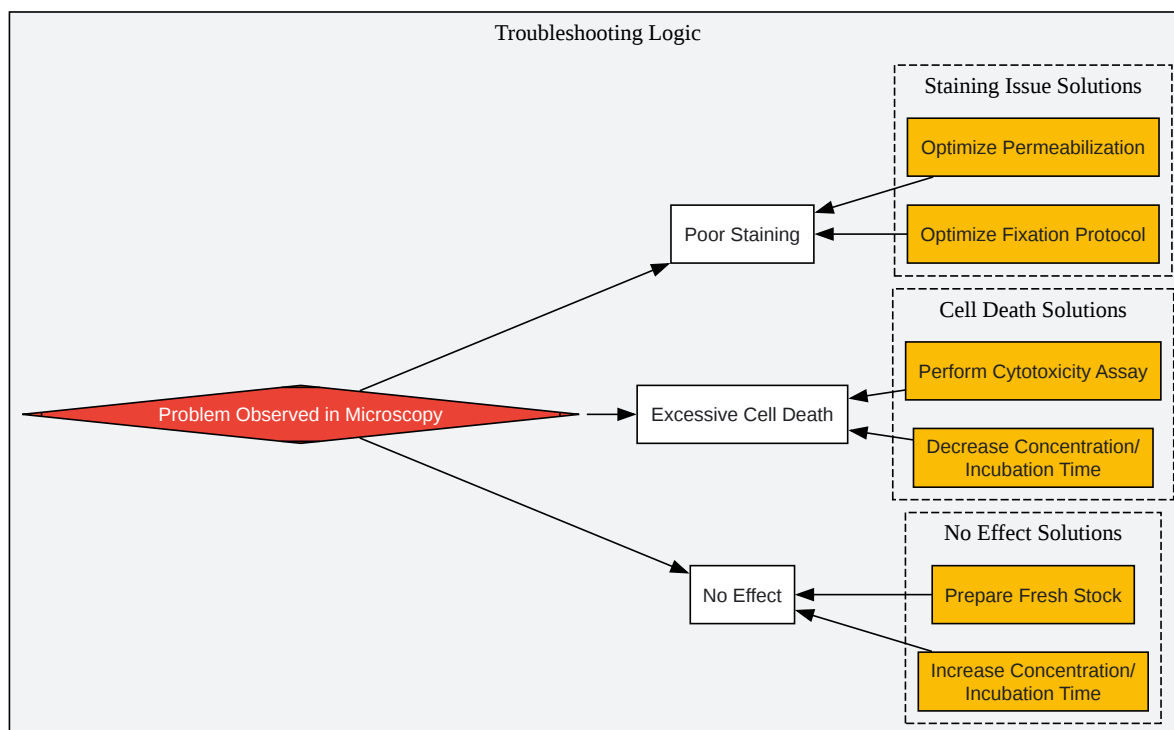 Troubleshooting Logic
Staining Issue Solutions
Optimize Permeabilization
Poor Staining
Optimize Fixation Protocol
Cell Death Solutions
Perform Cytotoxicity Assay
Problem Observed in Microscopy
Excessive Cell Death
Decrease Concentration/
Incubation Time
No Effect Solutions
No Effect
Prepare Fresh Stock
Increase Concentration/
Incubation Time